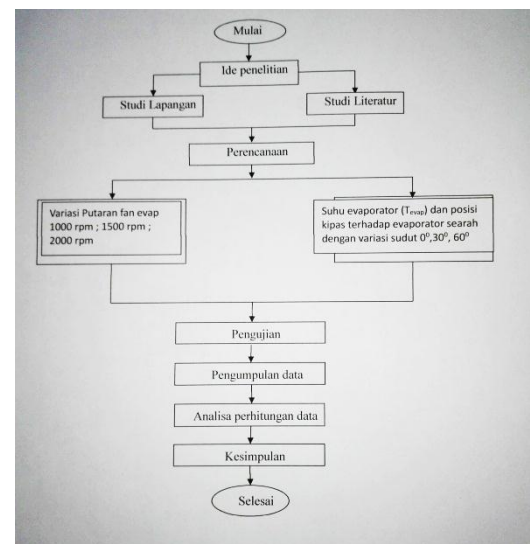 Mulai
Ide penelitian
Studi Lapangan
Studi Literatur
Perencanaan
Variasi Putaran fan evap
1000 rpm ; 1500 rpm ;
2000 rpm
Suhu evaporator (Tevap) dan posisi
kipas terhadap evaporator searah
dengan variasi sudut 0⁰,30⁰, 60⁰
Pengujian
Pengumpulan data
Analisa perhitungan data
Kesimpulan
Selesai